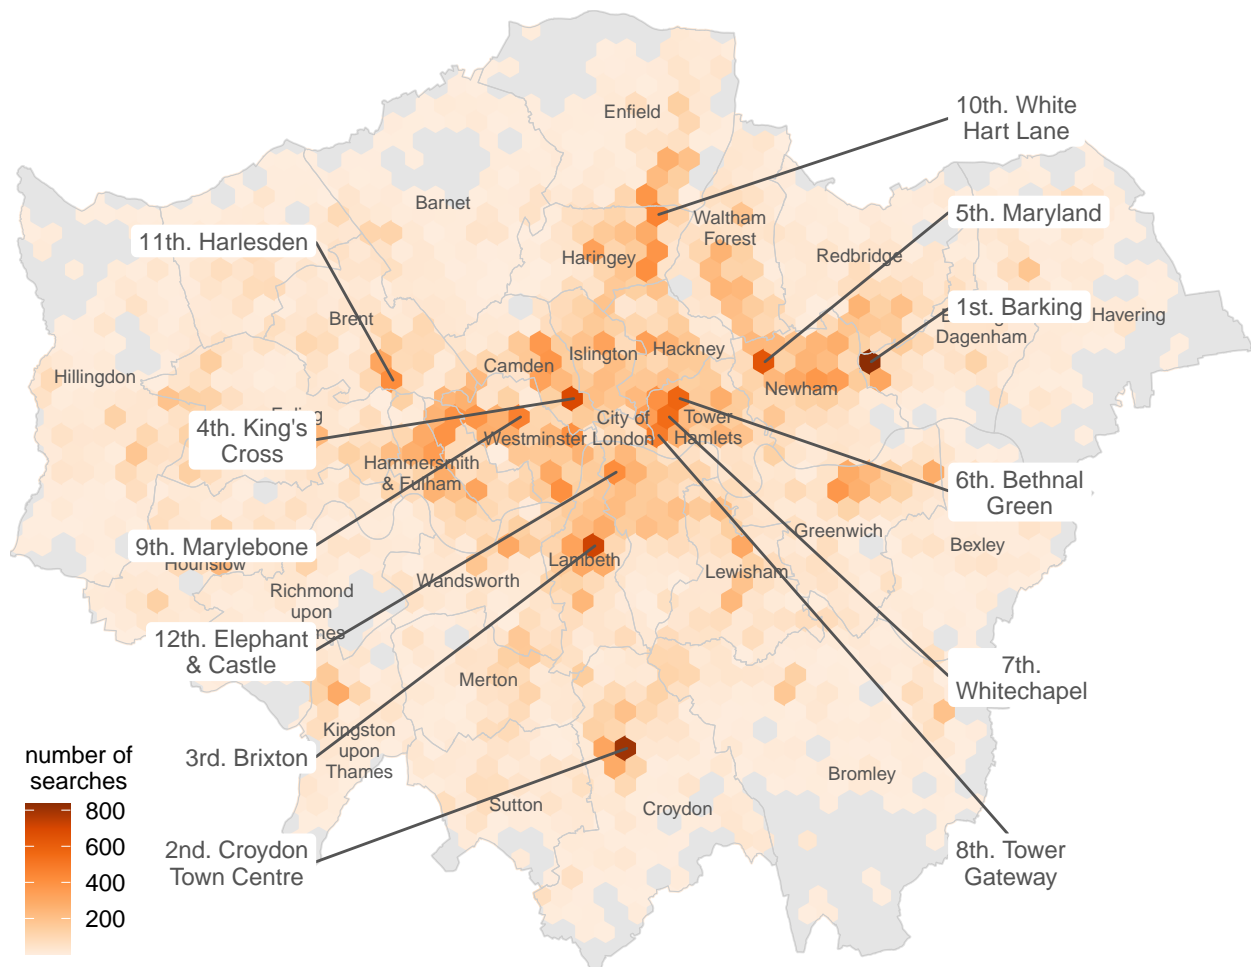 Enfield
10th. White
Hart Lane
Barnet
Waltham
Forest
5th. Maryland
11th. Harlesden
Haringey
Redbridge
Brent
1st. Barking
Havering
Dagenham
Islington
Hackney
Camden
Hillingdon
Newham
4th. King's
Cross
City of
London
Westminster
Tower
Hamlets
Hammersmith
& Fulham
6th. Bethnal
Green
Greenwich
9th. Marylebone
Bexley
Hounslow
Lambeth
Lewisham
Wandsworth
Richmond
upon
mes
12th. Elephant
& Castle
7th.
Whitechapel
Merton
Kingston
upon
Thames
3rd. Brixton
number of
searches
800
600
400
200
Bromley
Sutton
Croydon
2nd. Croydon
Town Centre
8th. Tower
Gateway